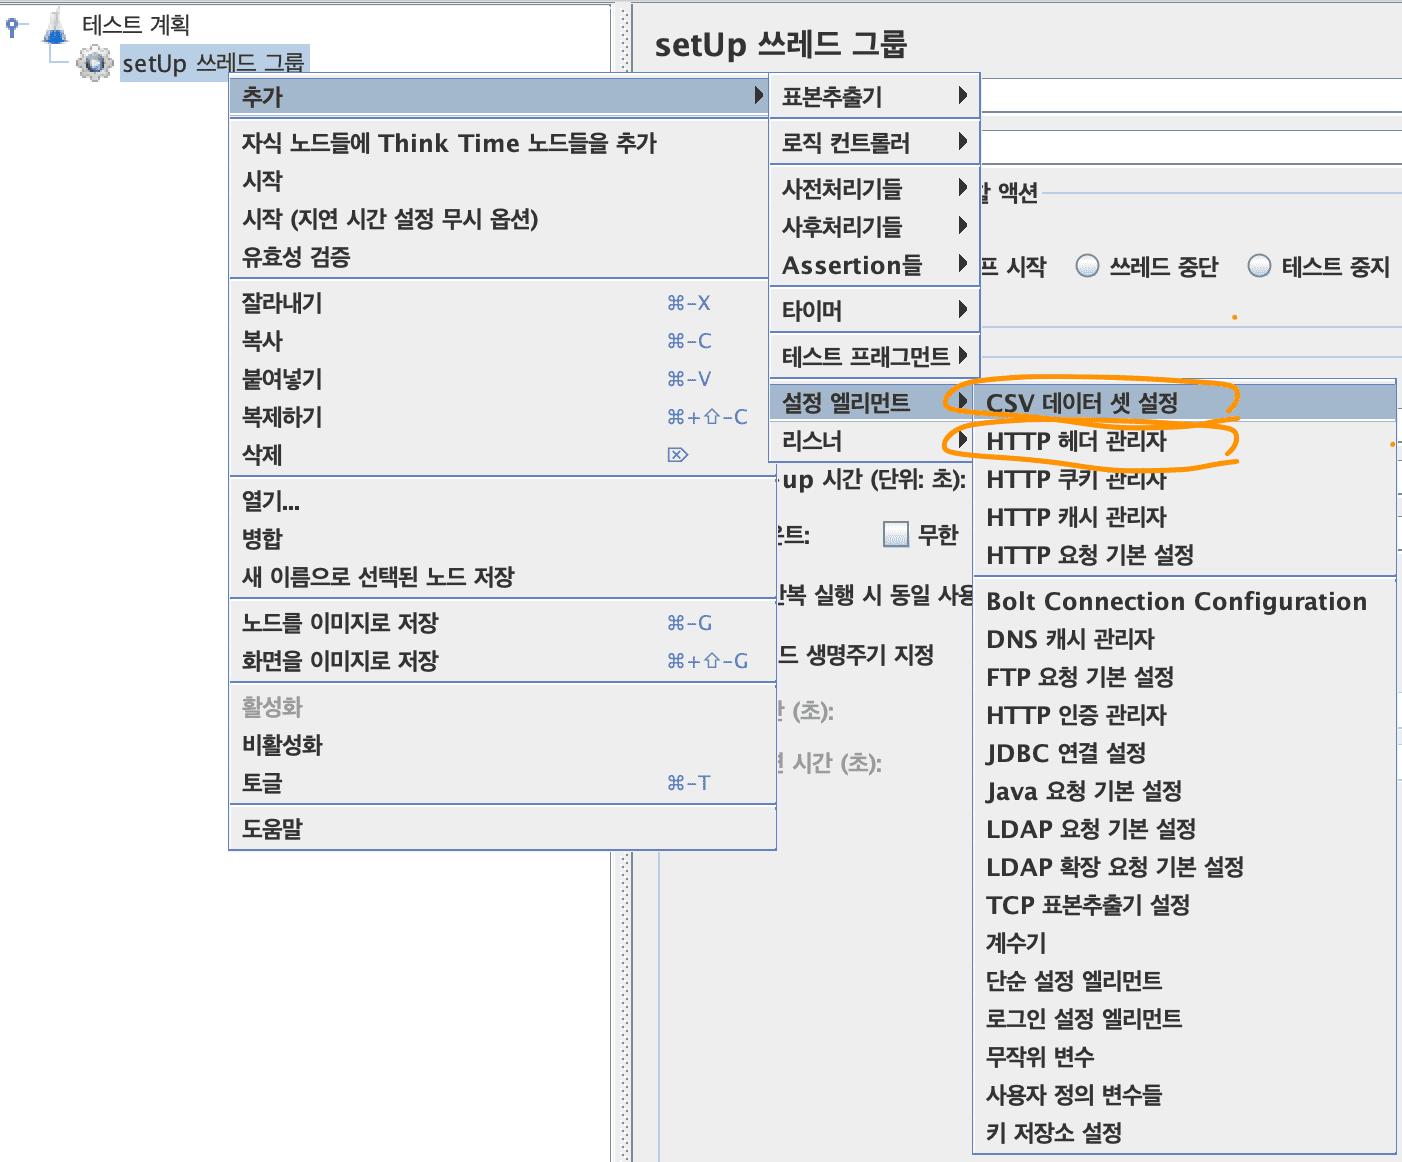 테스트 계획
setUp 쓰레드 그룹
setUp 쓰레드 그룹
추가
자식 노드들에 Think Time 노드들을 추가
시작
시작 (지연 시간 설정 무시 옵션)
유효성 검증
잘라내기 ⌘-X
복사 ⌘-C
붙여넣기 ⌘-V
복제하기 ⌘+⇧-C
삭제 ⌦
열기...
병합
새 이름으로 선택된 노드 저장
노드를 이미지로 저장 ⌘-G
화면을 이미지로 저장 ⌘+⇧-G
활성화
비활성화
토글 ⌘-T
도움말
표본추출기
로직 컨트롤러
사전처리기들
사후처리기들
Assertion들
타이머
테스트 프래그먼트
설정 엘리먼트
리스너
액션
프 시작 쓰레드 중단 테스트 중지
-up 시간 (단위: 초):
운트: 무한
반복 실행 시 동일 사용
드 생명주기 지정
간 (초):
연 시간 (초):
CSV 데이터 셋 설정
HTTP 헤더 관리자
HTTP 쿠키 관리자
HTTP 캐시 관리자
HTTP 요청 기본 설정
Bolt Connection Configuration
DNS 캐시 관리자
FTP 요청 기본 설정
HTTP 인증 관리자
JDBC 연결 설정
Java 요청 기본 설정
LDAP 요청 기본 설정
LDAP 확장 요청 기본 설정
TCP 표본추출기 설정
계수기
단순 설정 엘리먼트
로그인 설정 엘리먼트
무작위 변수
사용자 정의 변수들
키 저장소 설정